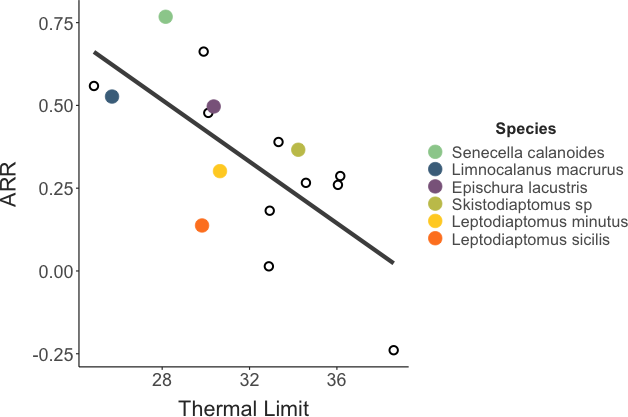 0.75
0.50
0.25
0.00
-0.25
ARR
28 32 36
Thermal Limit
Species
Senecella calanoides
Limnocalanus macrurus
Epischura lacustris
Skistodiaptomus sp
Leptodiaptomus minutus
Leptodiaptomus sicilis